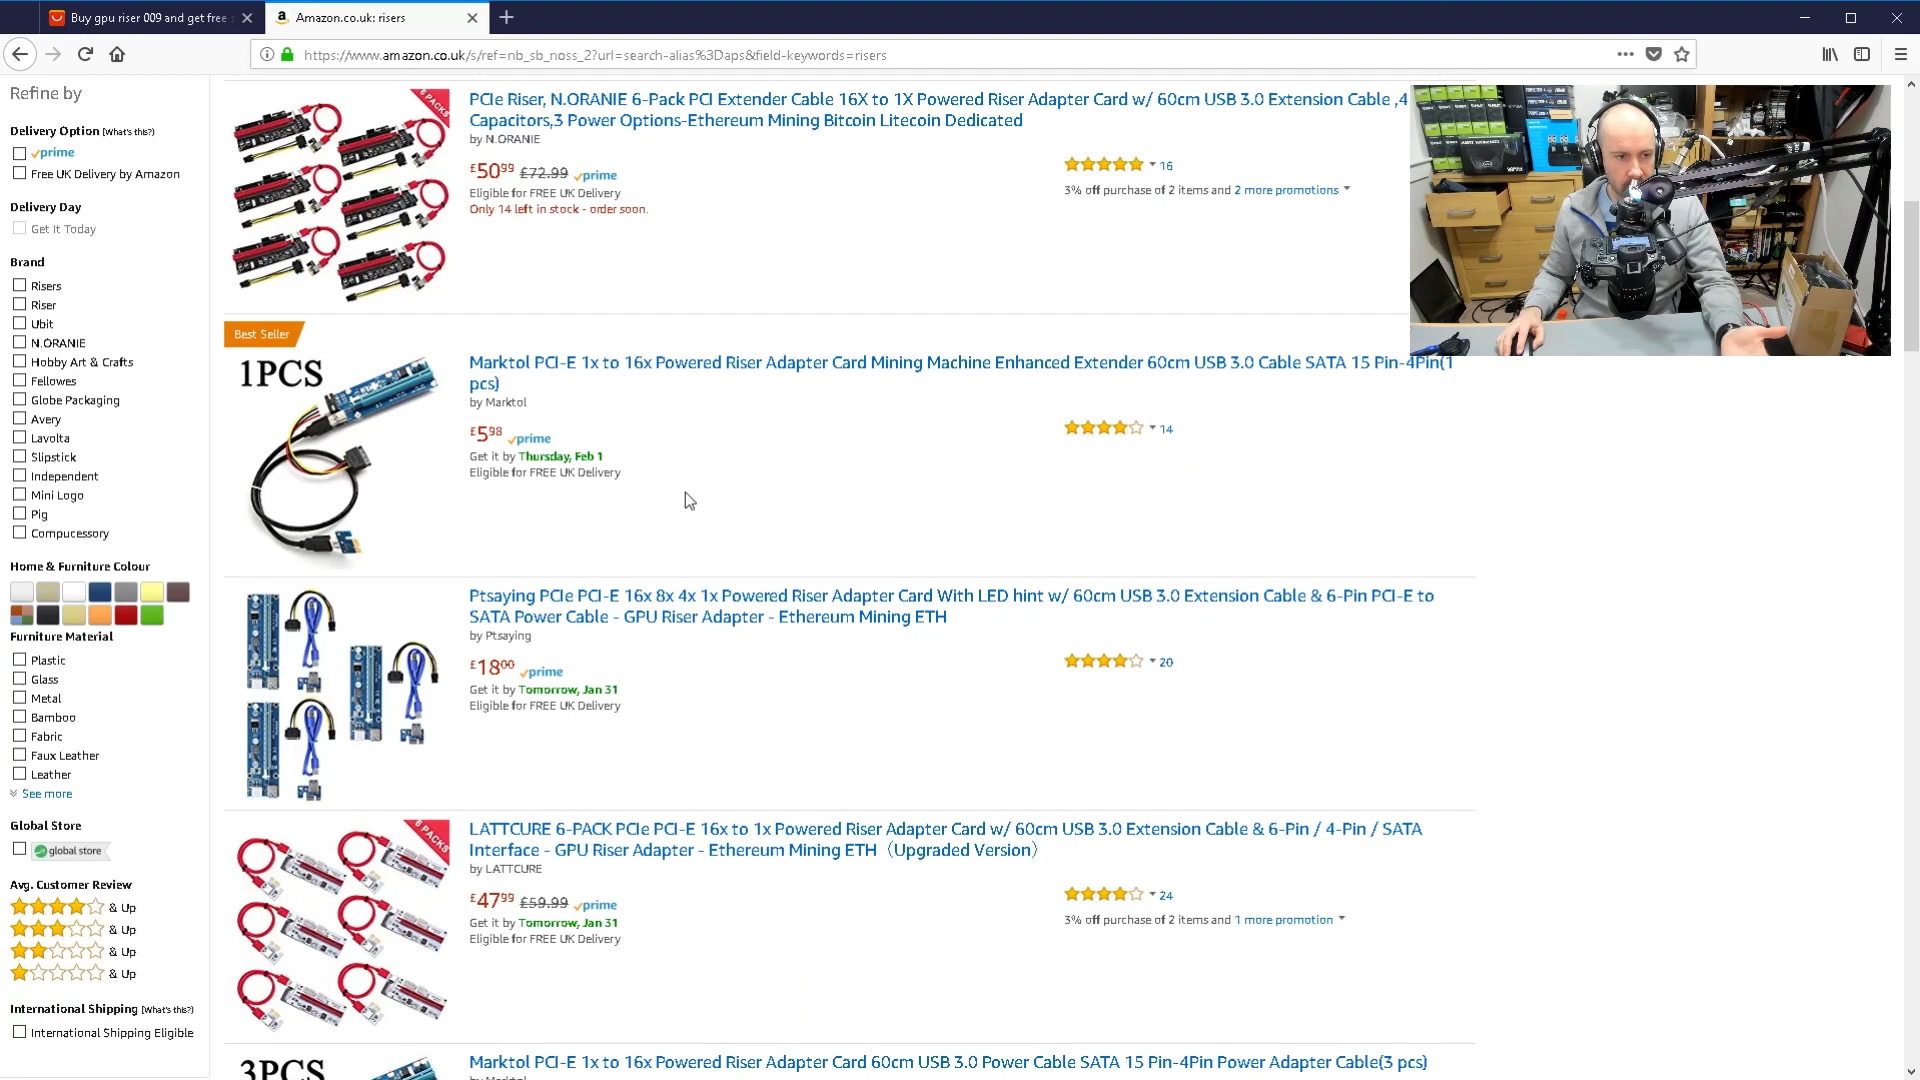 Buy gpu riser 009 and get free
Amazon.co.uk: risers
https://www.amazon.co.uk/s/ref=nb_sb_noss_2?url=search-alias%3Daps&field-keywords=risers
Refine by
Delivery Option [What's this?]
prime
Free UK Delivery by Amazon
Delivery Day
Get It Today
Brand
Risers
Riser
Ubit
N.ORANIE
Hobby Art & Crafts
Fellowes
Globe Packaging
Avery
Lavolta
Slipstick
Independent
Mini Logo
Pig
Compucessory
Home & Furniture Colour
Furniture Material
Plastic
Glass
Metal
Bamboo
Fabric
Faux Leather
Leather
See more
Global Store
global store
Avg. Customer Review
& Up
& Up
& Up
& Up
International Shipping [What's this?]
International Shipping Eligible
6 PACKS
PCIe Riser, N.ORANIE 6-Pack PCI Extender Cable 16X to 1X Powered Riser Adapter Card w/ 60cm USB 3.0 Extension Cable ,4
Capacitors,3 Power Options-Ethereum Mining Bitcoin Litecoin Dedicated
by N.ORANIE
£50.99 £72.99 prime
Eligible for FREE UK Delivery
Only 14 left in stock - order soon.
16
3% off purchase of 2 items and 2 more promotions
Best Seller
1PCS
Marktol PCI-E 1x to 16x Powered Riser Adapter Card Mining Machine Enhanced Extender 60cm USB 3.0 Cable SATA 15 Pin-4Pin(1
pcs)
by Marktol
£5.98 prime
Get it by Thursday, Feb 1
Eligible for FREE UK Delivery
14
Ptsaying PCIe PCI-E 16x 8x 4x 1x Powered Riser Adapter Card With LED hint w/ 60cm USB 3.0 Extension Cable & 6-Pin PCI-E to
SATA Power Cable - GPU Riser Adapter - Ethereum Mining ETH
by Ptsaying
£18.00 prime
Get it by Tomorrow, Jan 31
Eligible for FREE UK Delivery
20
6 PACKS
LATTCURE 6-PACK PCIe PCI-E 16x to 1x Powered Riser Adapter Card w/ 60cm USB 3.0 Extension Cable & 6-Pin / 4-Pin / SATA
Interface - GPU Riser Adapter - Ethereum Mining ETH（Upgraded Version）
by LATTCURE
£47.99 £59.99 prime
Get it by Tomorrow, Jan 31
Eligible for FREE UK Delivery
24
3% off purchase of 2 items and 1 more promotion
3PCS
Marktol PCI-E 1x to 16x Powered Riser Adapter Card 60cm USB 3.0 Power Cable SATA 15 Pin-4Pin Power Adapter Cable(3 pcs)